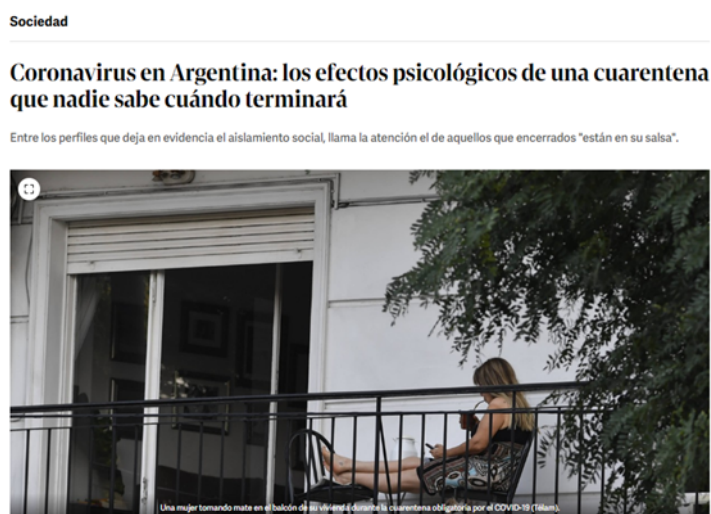 Sociedad
Coronavirus en Argentina: los efectos psicológicos de una cuarentena
que nadie sabe cuándo terminará
Entre los perfiles que deja en evidencia el aislamiento social, llama la atención el de aquellos que encerrados "están en su salsa".
Una mujer tomando mate en el balcón de su vivienda durante la cuarentena obligatoria por el COVID-19 (Télam).